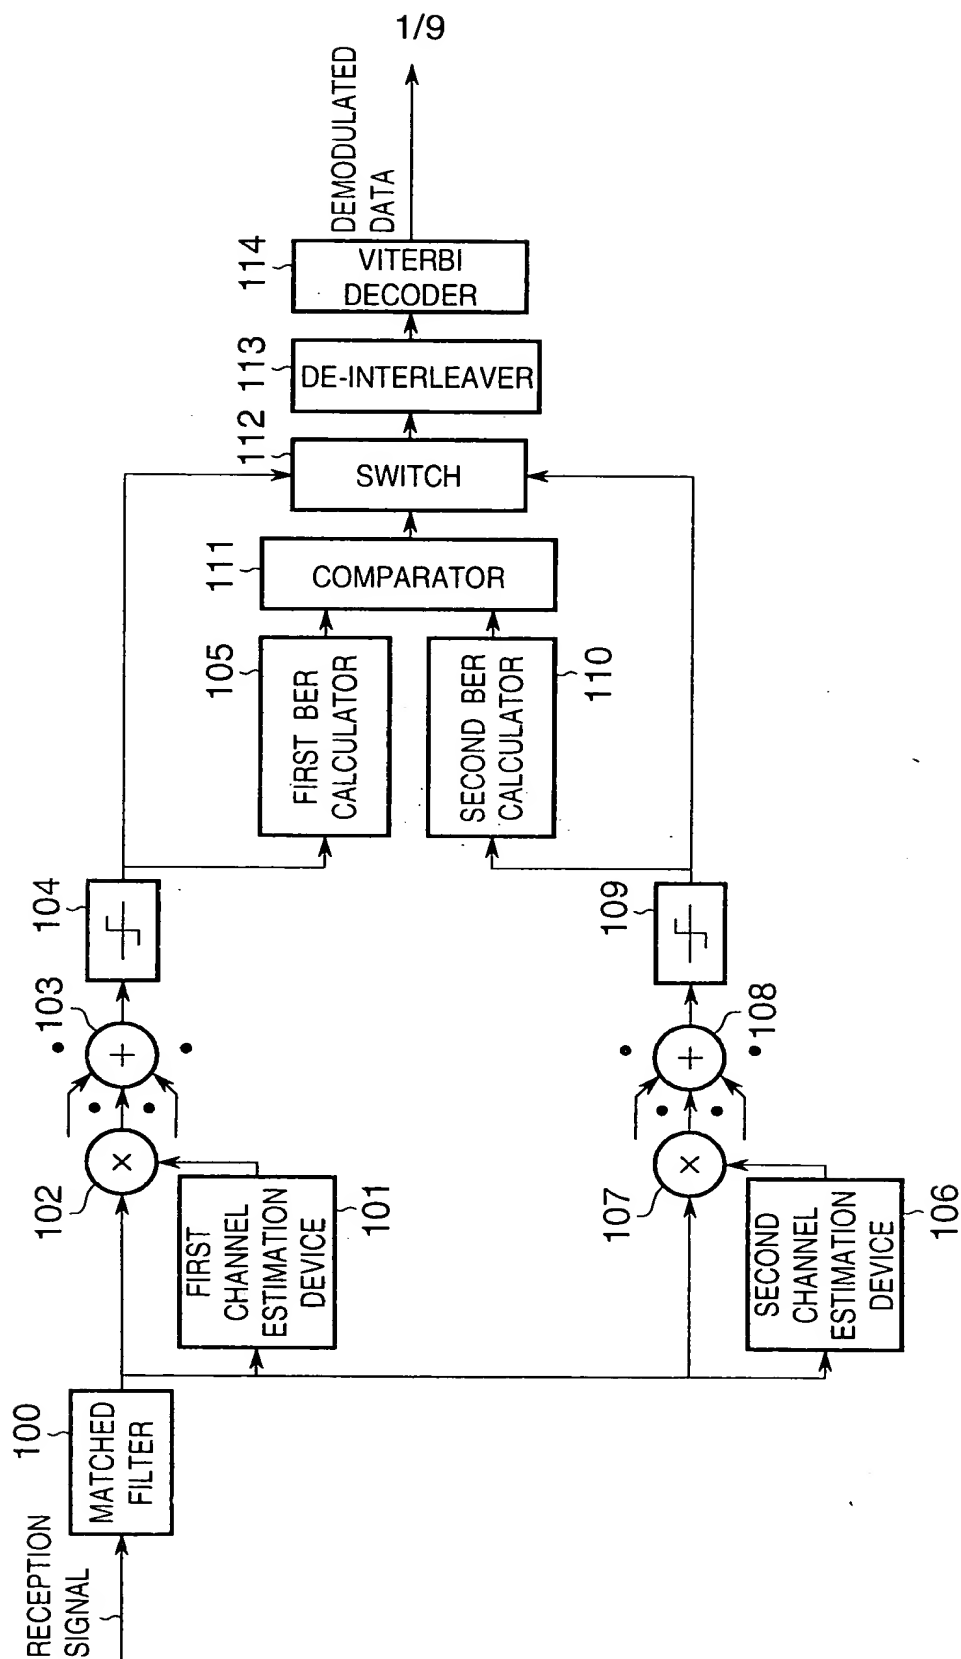 1/9
RECEPTION
SIGNAL
100
MATCHED
FILTER
102
×
FIRST
CHANNEL
ESTIMATION
DEVICE
101
103
+
104
105
FIRST BER
CALCULATOR
107
×
SECOND
CHANNEL
ESTIMATION
DEVICE
106
108
+
109
SECOND BER
CALCULATOR
110
111
COMPARATOR
112
SWITCH
113
DE-INTERLEAVER
114
VITERBI
DECODER
DEMODULATED
DATA